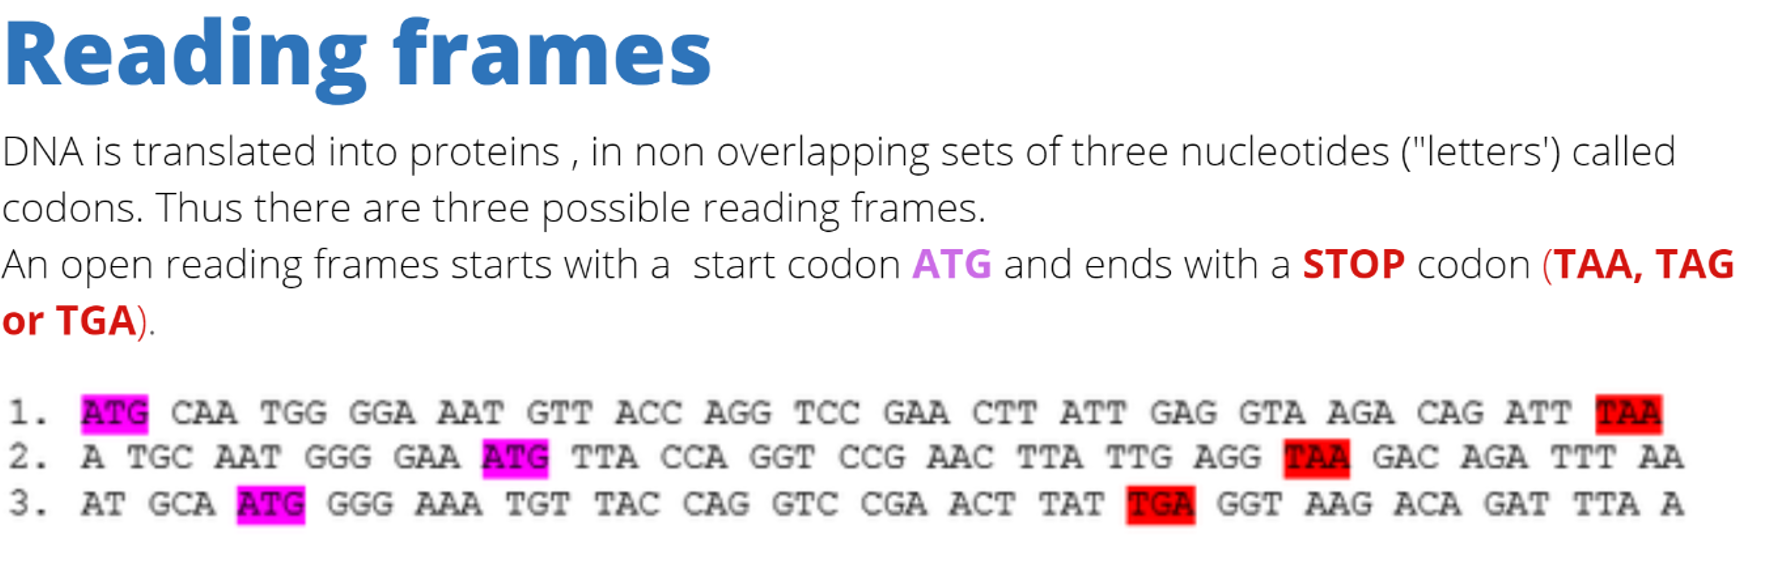 Reading frames
DNA is translated into proteins , in non overlapping sets of three nucleotides ("letters') called
codons. Thus there are three possible reading frames.
An open reading frames starts with a  start codon ATG and ends with a STOP codon (TAA, TAG
or TGA).
1. ATG CAA TGG GGA AAT GTT ACC AGG TCC GAA CTT ATT GAG GTA AGA CAG ATT TAA
2. A TGC AAT GGG GAA ATG TTA CCA GGT CCG AAC TTA TTG AGG TAA GAC AGA TTT AA
3. AT GCA ATG GGG AAA TGT TAC CAG GTC CGA ACT TAT TGA GGT AAG ACA GAT TTA A